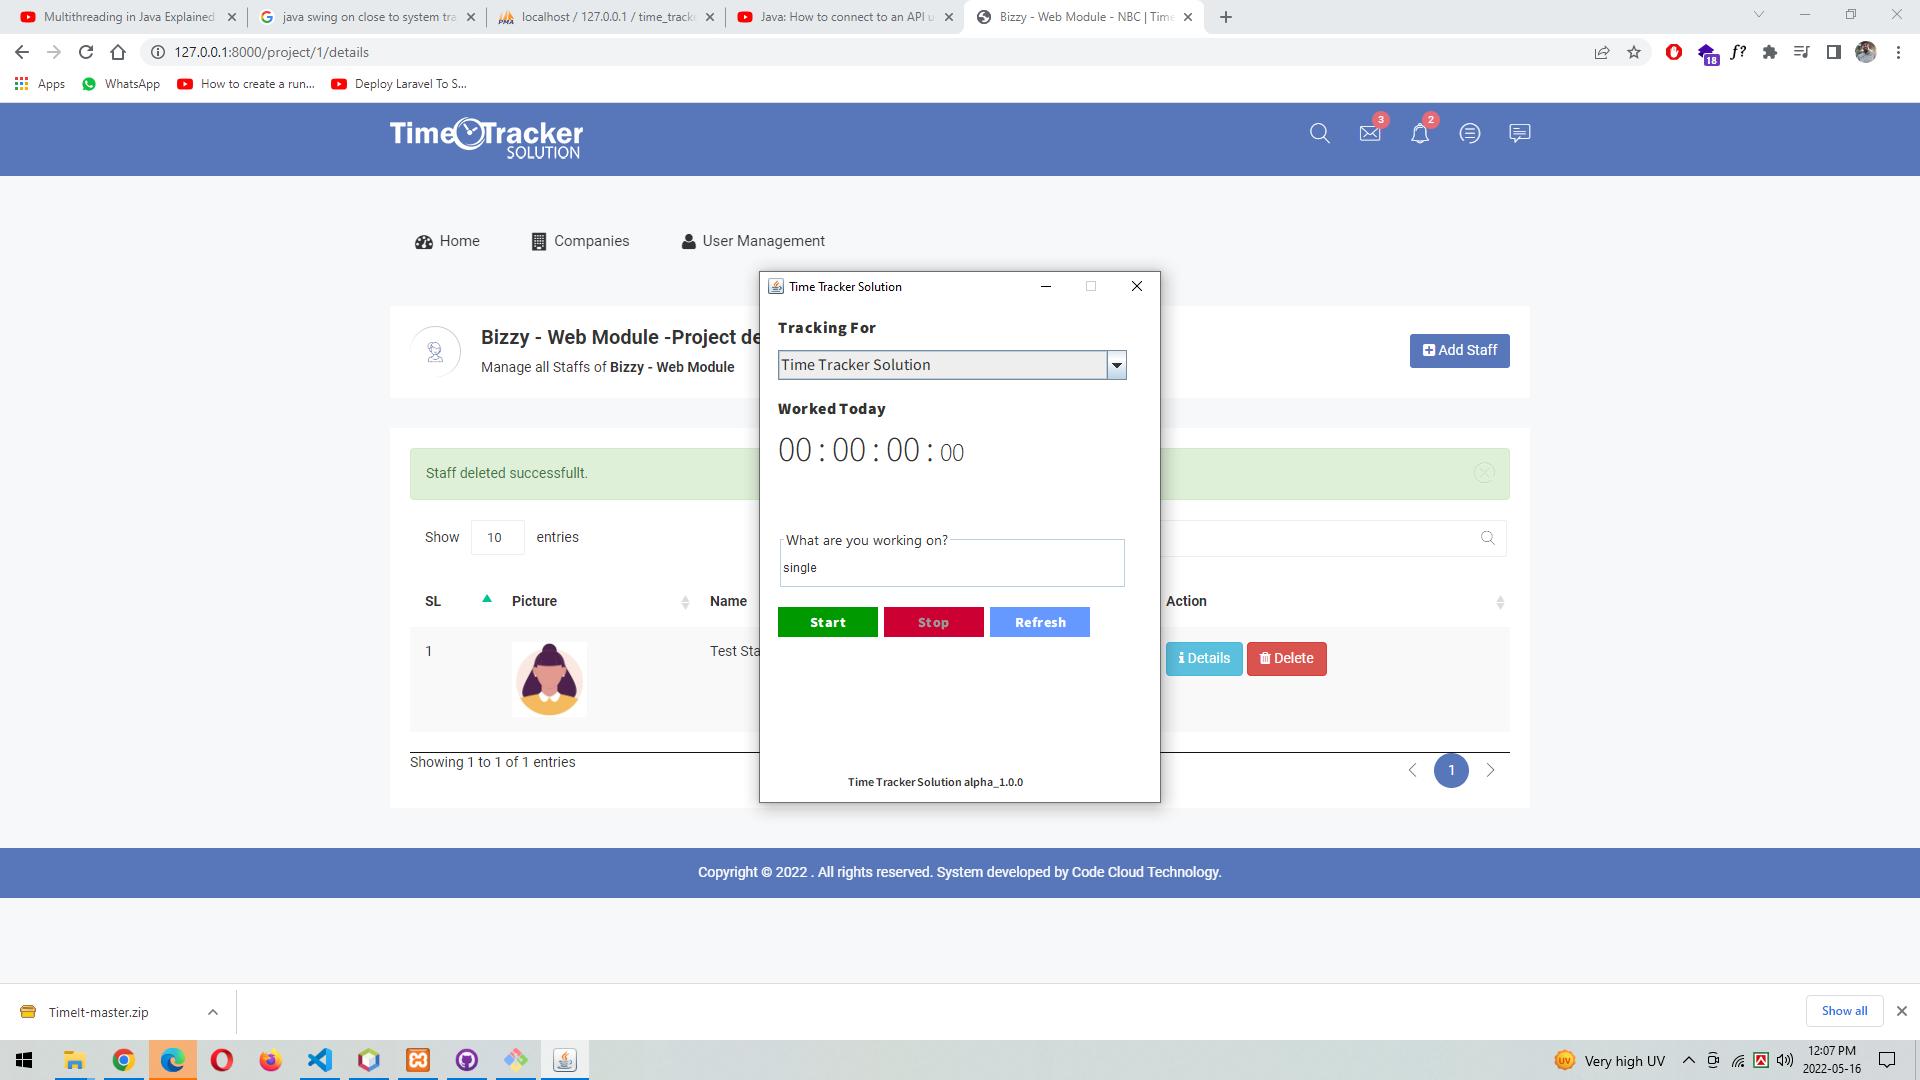 Multithreading in Java Explained
java swing on close to system tra
localhost / 127.0.0.1 / time_track
Java: How to connect to an API u
Bizzy - Web Module - NBC | Time
127.0.0.1:8000/project/1/details
18
f?
Apps
WhatsApp
How to create a run...
Deploy Laravel To S...
Time Tracker
SOLUTION
3
2
Home
Companies
User Management
Bizzy - Web Module -Project de
Manage all Staffs of Bizzy - Web Module
Add Staff
Staff deleted successfullt.
Show 10 entries
SL
Picture
Name
Action
1
Test Sta
Details
Delete
Showing 1 to 1 of 1 entries
1
Time Tracker Solution
Tracking For
Time Tracker Solution
Worked Today
00 : 00 : 00 : 00
What are you working on?
single
Start
Stop
Refresh
Time Tracker Solution alpha_1.0.0
Copyright © 2022 . All rights reserved. System developed by Code Cloud Technology.
TimeIt-master.zip
Show all
UV
Very high UV
12:07 PM
2022-05-16